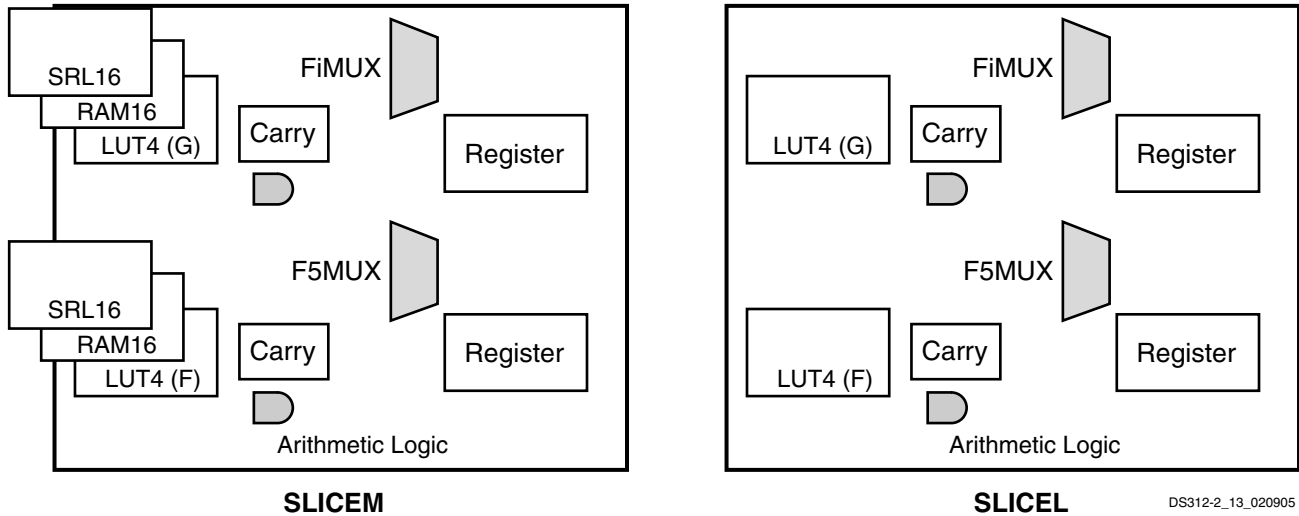 SRL16
RAM16
LUT4 (G)
Carry
FiMUX
Register
SRL16
RAM16
LUT4 (F)
Carry
F5MUX
Register
Arithmetic Logic
SLICEM
LUT4 (G)
Carry
FiMUX
Register
LUT4 (F)
Carry
F5MUX
Register
Arithmetic Logic
SLICEL
DS312-2_13_020905